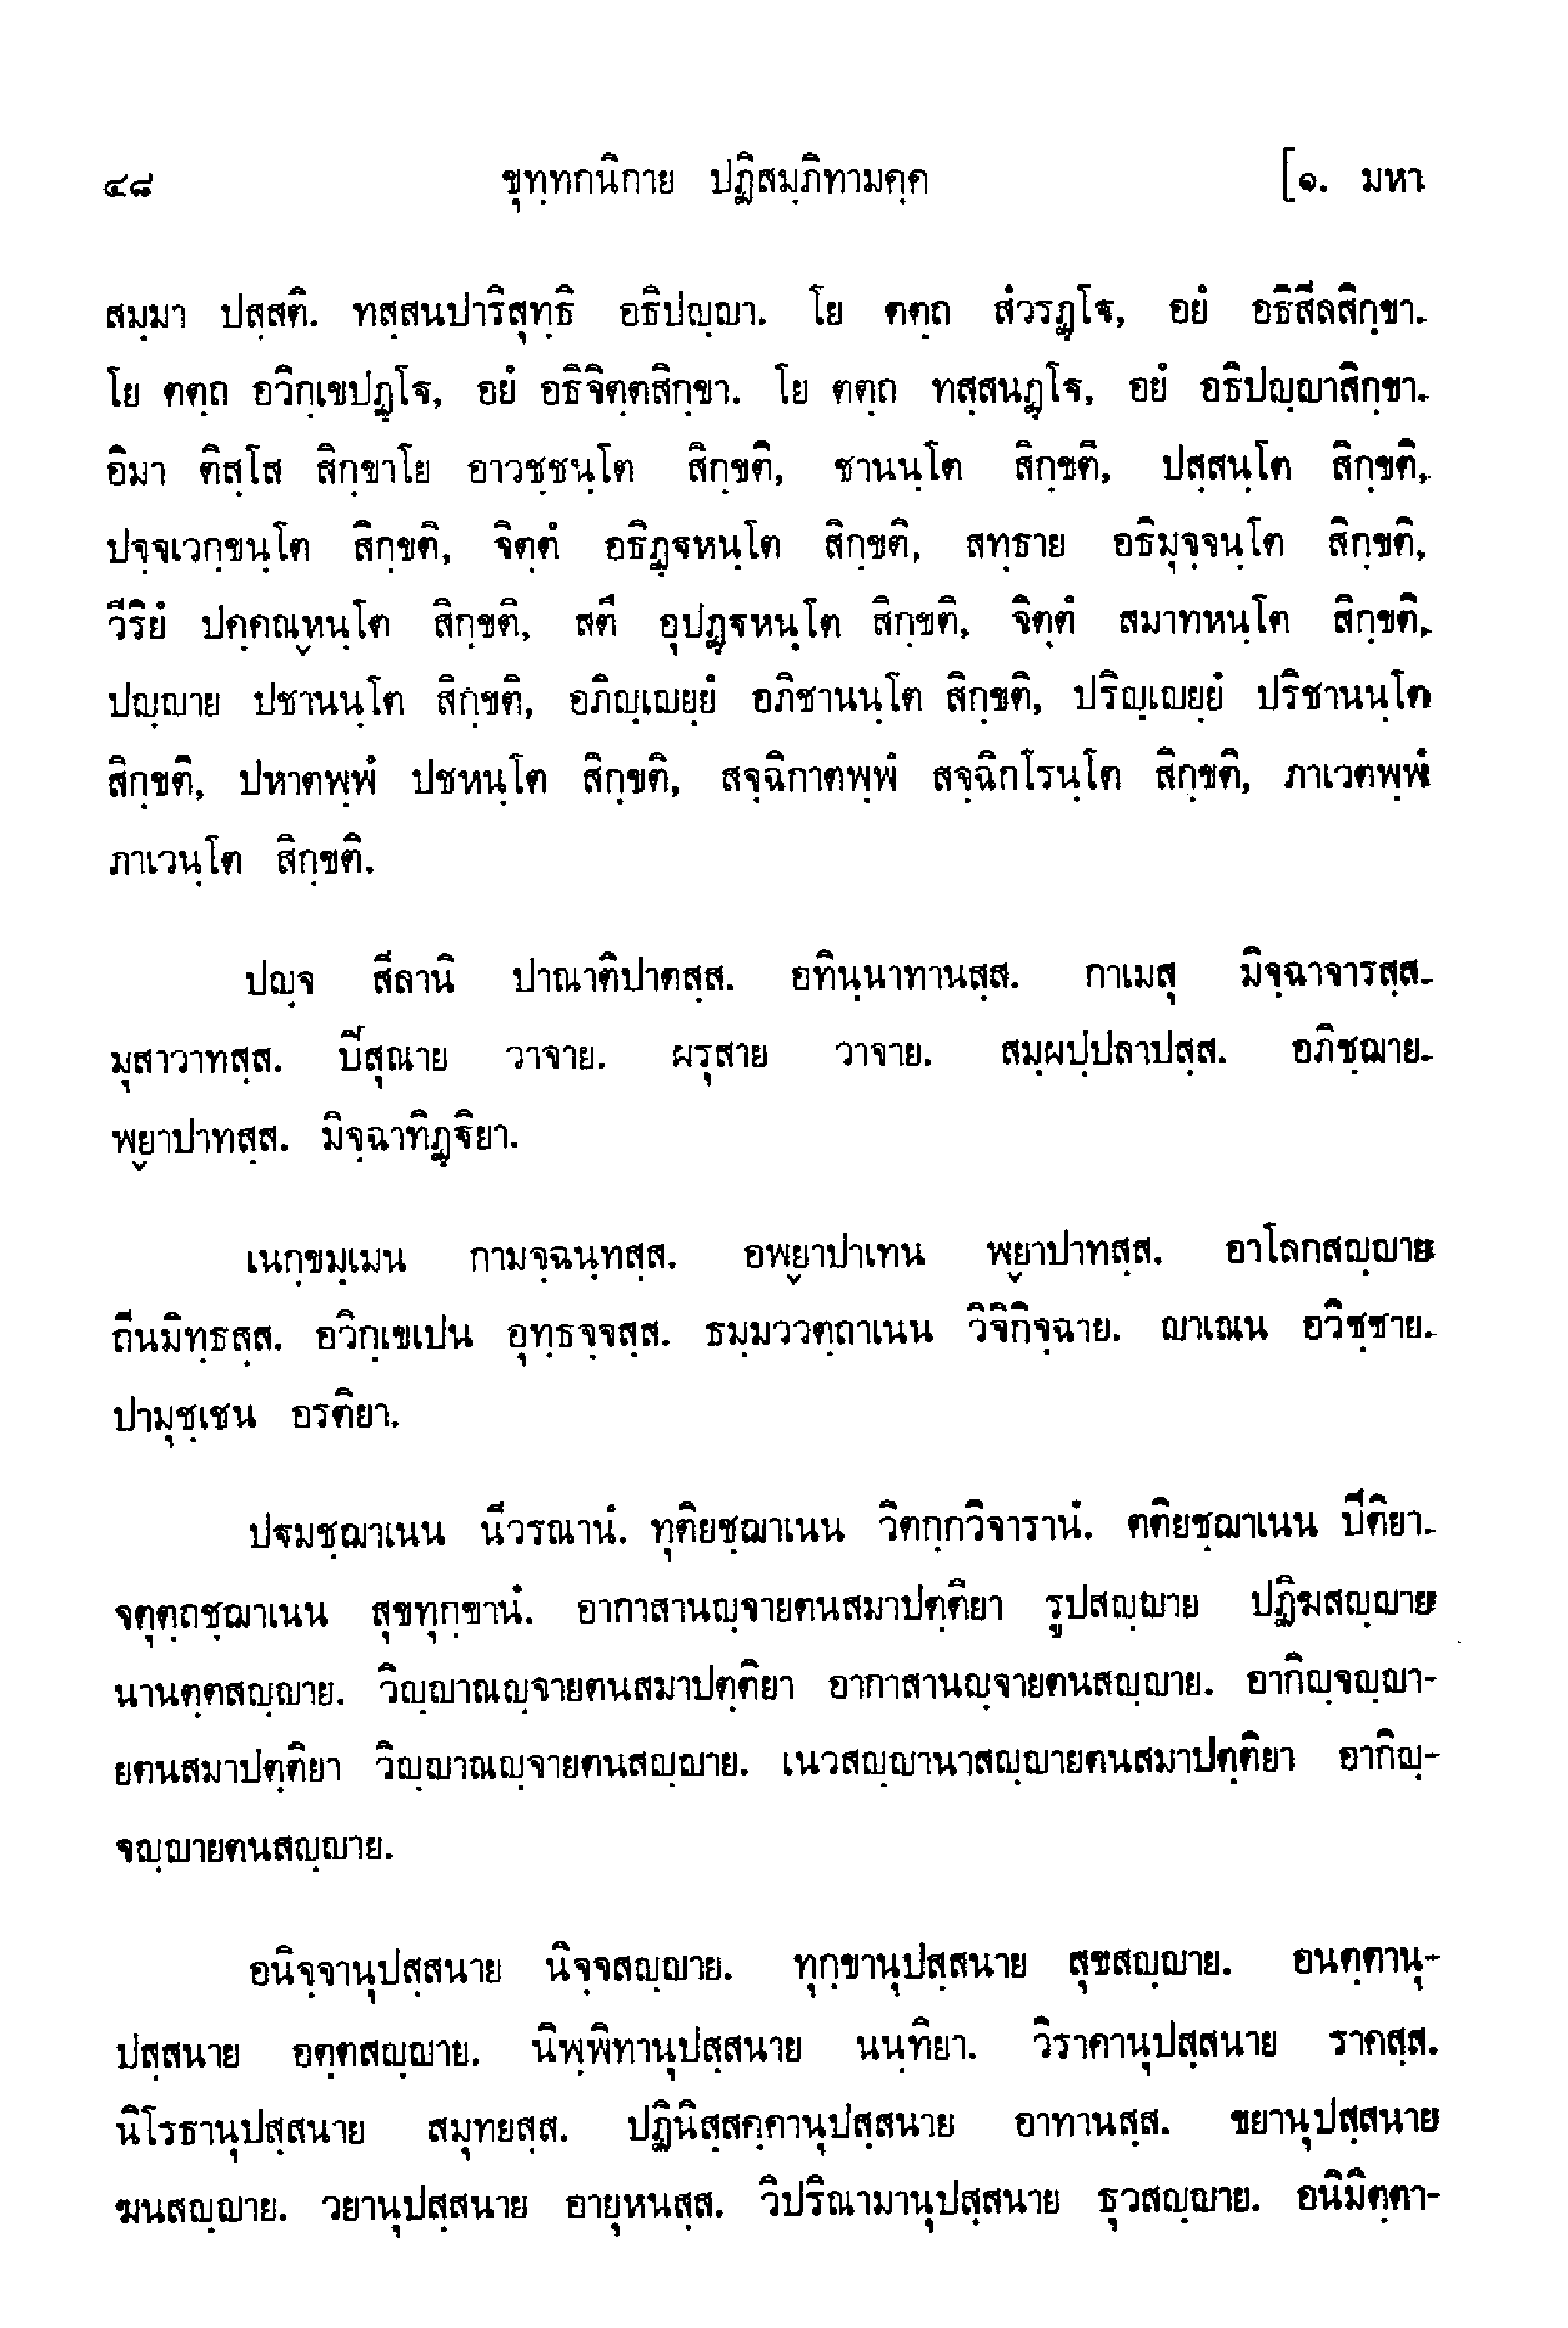 ๔๘ ขุทฺทกนิกาย ปฏิสมฺภิทามคฺค [๑. มหา
สมฺมา ปสฺสติ. ทสฺสนปาริสุทฺธิ อธิปญฺญา. โย ตตฺถ สํวรฏฺโฐ, อยํ อธิสีลสิกฺขา.
โย ตตฺถ อวิกฺเขปฏฺโฐ, อยํ อธิจิตฺตสิกฺขา. โย ตตฺถ ทสฺสนฏฺโฐ, อยํ อธิปญฺญาสิกฺขา.
อิมา ติสฺโส สิกฺขาโย อาวชฺชนฺโต สิกฺขติ, ชานนฺโต สิกฺขติ, ปสฺสนฺโต สิกฺขติ,
ปจฺจเวกฺขนฺโต สิกฺขติ, จิตฺตํ อธิฏฺฐหนฺโต สิกฺขติ, สทฺธาย อธิมุจฺจนฺโต สิกฺขติ,
วีริยํ ปคฺคณฺหนฺโต สิกฺขติ, สตึ อุปฏฺฐหนฺโต สิกฺขติ, จิตฺตํ สมาทหนฺโต สิกฺขติ,
ปญฺญาย ปชานนฺโต สิกฺขติ, อภิญฺเญยฺยํ อภิชานนฺโต สิกฺขติ, ปริญฺเญยฺยํ ปริชานนฺโต
สิกฺขติ, ปหาตพฺพํ ปชหนฺโต สิกฺขติ, สจฺฉิกาตพฺพํ สจฺฉิกโรนฺโต สิกฺขติ, ภาเวตพฺพํ
ภาเวนฺโต สิกฺขติ.
ปญฺจ สีลานิ ปาณาติปาตสฺส. อทินฺนาทานสฺส. กาเมสุ มิจฺฉาจารสฺส.
มุสาวาทสฺส. ปิสุณาย วาจาย. ผรุสาย วาจาย. สมฺผปฺปลาปสฺส. อภิชฺฌาย.
พฺยาปาทสฺส. มิจฺฉาทิฏฺฐิยา.
เนกฺขมฺเมน กามจฺฉนฺทสฺส. อพฺยาปาเทน พฺยาปาทสฺส. อาโลกสญฺญาย
ถีนมิทฺธสฺส. อวิกฺเขเปน อุทฺธจฺจสฺส. ธมฺมววตฺถาเนน วิจิกิจฺฉาย. ญาเณน อวิชฺชาย.
ปามุชฺเชน อรติยา.
ปฐมชฺฌาเนน นีวรณานํ. ทุติยชฺฌาเนน วิตกฺกวิจารานํ. ตติยชฺฌาเนน ปีติยา.
จตุตฺถชฺฌาเนน สุขทุกฺขานํ. อากาสานญฺจายตนสมาปตฺติยา รูปสญฺญาย ปฏิฆสญฺญาย
นานตฺตสญฺญาย. วิญฺญาณญฺจายตนสมาปตฺติยา อากาสานญฺจายตนสญฺญาย. อากิญฺจญฺญา-
ยตนสมาปตฺติยา วิญฺญาณญฺจายตนสญฺญาย. เนวสญฺญานาสญฺญายตนสมาปตฺติยา อากิญฺ-
จญฺญายตนสญฺญาย.
อนิจฺจานุปสฺสนาย นิจฺจสญฺญาย. ทุกฺขานุปสฺสนาย สุขสญฺญาย. อนตฺตานุ-
ปสฺสนาย อตฺตสญฺญาย. นิพฺพิทานุปสฺสนาย นนฺทิยา. วิราคานุปสฺสนาย ราคสฺส.
นิโรธานุปสฺสนาย สมุทยสฺส. ปฏินิสฺสคฺคานุปสฺสนาย อาทานสฺส. ขยานุปสฺสนาย
ฆนสญฺญาย. วยานุปสฺสนาย อายุหนสฺส. วิปริณามานุปสฺสนาย ธุวสญฺญาย. อนิมิตฺตา-